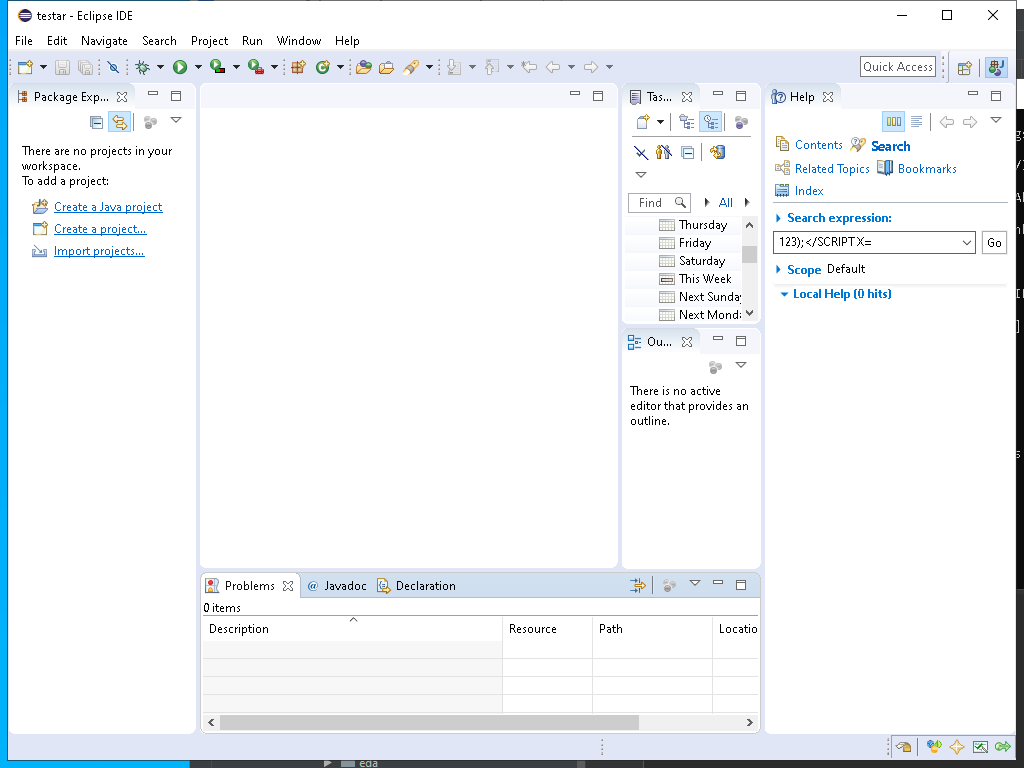 testar - Eclipse IDE
File Edit Navigate Search Project Run Window Help
Quick Access
Package Exp...
There are no projects in your
workspace.
To add a project:
Create a Java project
Create a project...
Import projects...
Tas...
Find
All
Thursday
Friday
Saturday
This Week
Next Sunday
Next Mond
Ou...
There is no active
editor that provides an
outline.
Help
Contents Search
Related Topics Bookmarks
Index
Search expression:
123);</SCRIPTX=
Go
Scope Default
Local Help (0 hits)
Problems @ Javadoc Declaration
0 items
Description Resource Path Locatio
eda